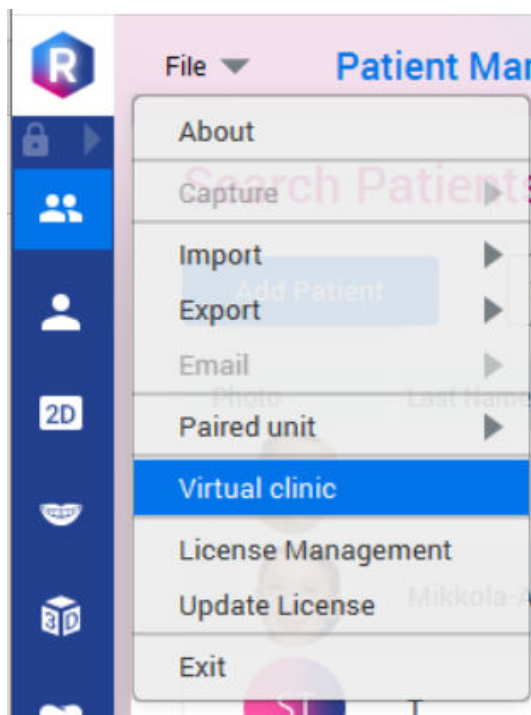 R
File
Patient Mar
About
Search Patients
Capture
Import
Add Patient
Export
Email
Photo
Last Name
2D
Paired unit
Virtual clinic
License Management
3D
Update License
Mikkola-A
Exit
ST
T